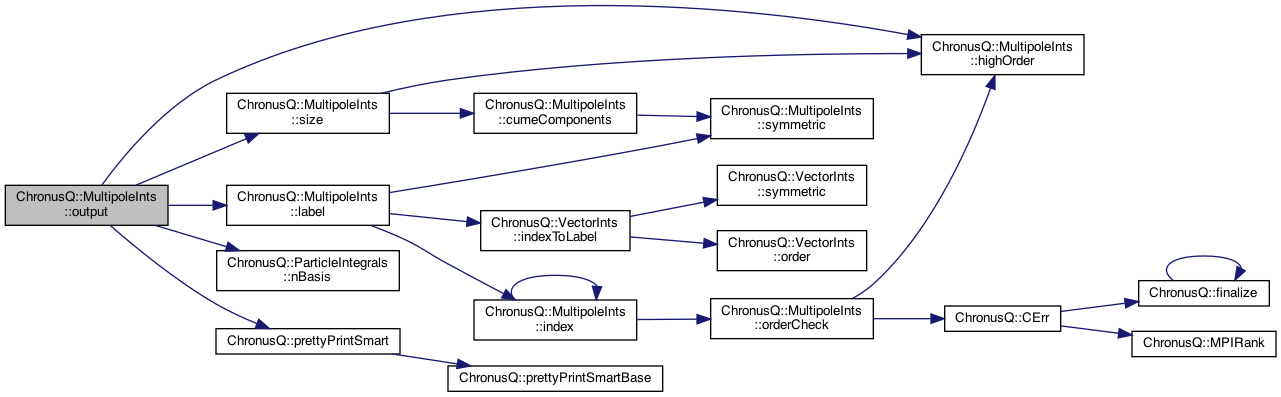 ChronusQ::MultipoleInts
::output
ChronusQ::MultipoleInts
::size
ChronusQ::MultipoleInts
::label
ChronusQ::ParticleIntegrals
::nBasis
ChronusQ::prettyPrintSmart
ChronusQ::MultipoleInts
::cumeComponents
ChronusQ::VectorInts
::indexToLabel
ChronusQ::MultipoleInts
::index
ChronusQ::prettyPrintSmartBase
ChronusQ::MultipoleInts
::symmetric
ChronusQ::VectorInts
::symmetric
ChronusQ::VectorInts
::order
ChronusQ::MultipoleInts
::orderCheck
ChronusQ::MultipoleInts
::highOrder
ChronusQ::CErr
ChronusQ::finalize
ChronusQ::MPIRank